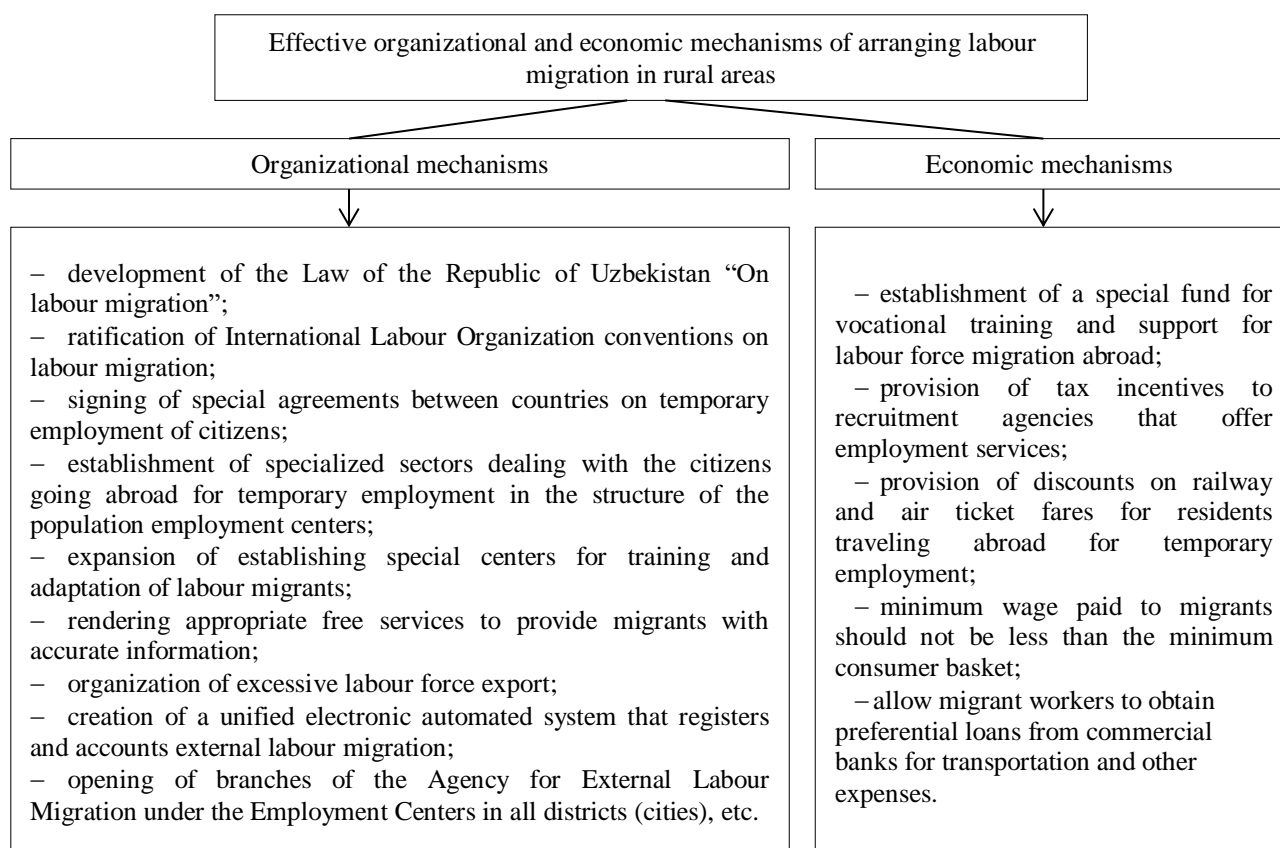 Effective organizational and economic mechanisms of arranging labour
migration in rural areas
Organizational mechanisms
Economic mechanisms
– development of the Law of the Republic of Uzbekistan “On
labour migration”;
– ratification of International Labour Organization conventions on
labour migration;
– signing of special agreements between countries on temporary
employment of citizens;
– establishment of specialized sectors dealing with the citizens
going abroad for temporary employment in the structure of the
population employment centers;
– expansion of establishing special centers for training and
adaptation of labour migrants;
– rendering appropriate free services to provide migrants with
accurate information;
– organization of excessive labour force export;
– creation of a unified electronic automated system that registers
and accounts external labour migration;
– opening of branches of the Agency for External Labour
Migration under the Employment Centers in all districts (cities), etc.
– establishment of a special fund for
vocational training and support for
labour force migration abroad;
– provision of tax incentives to
recruitment agencies that offer
employment services;
– provision of discounts on railway
and air ticket fares for residents
traveling abroad for temporary
employment;
– minimum wage paid to migrants
should not be less than the minimum
consumer basket;
– allow migrant workers to obtain
preferential loans from commercial
banks for transportation and other
expenses.